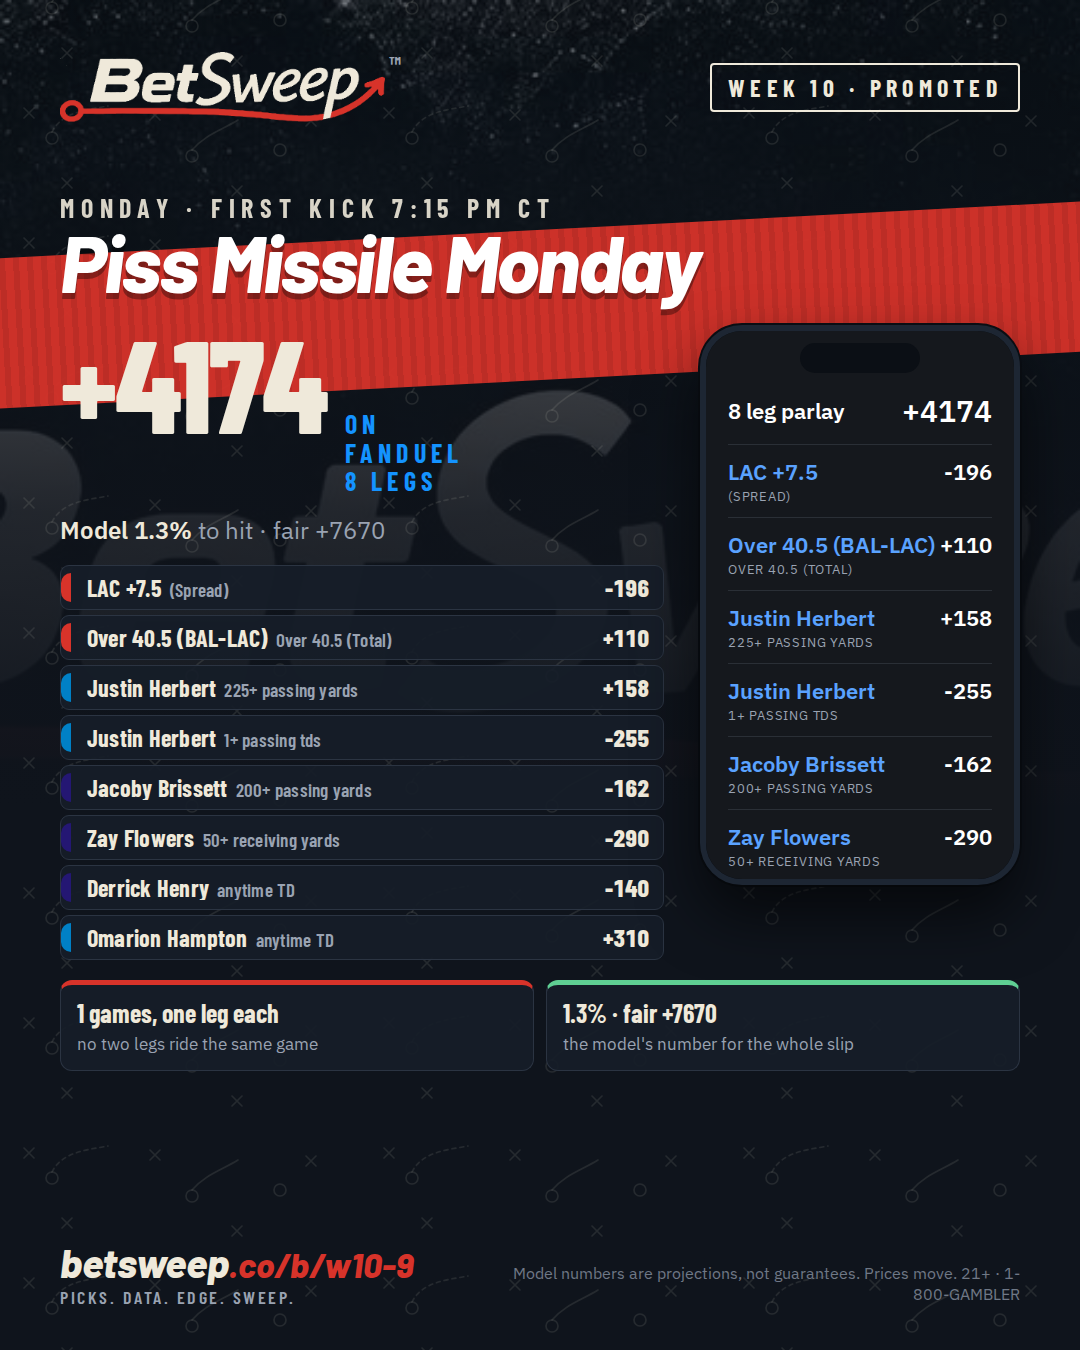 BetSweep™
WEEK 10 · PROMOTED
MONDAY · FIRST KICK 7:15 PM CT
Piss Missile Monday
+4174
ON
FANDUEL
8 LEGS
Model 1.3% to hit · fair +7670
LAC +7.5 (Spread) -196
Over 40.5 (BAL-LAC) Over 40.5 (Total) +110
Justin Herbert 225+ passing yards +158
Justin Herbert 1+ passing tds -255
Jacoby Brissett 200+ passing yards -162
Zay Flowers 50+ receiving yards -290
Derrick Henry anytime TD -140
Omarion Hampton anytime TD +310
8 leg parlay +4174
LAC +7.5 -196
(SPREAD)
Over 40.5 (BAL-LAC) +110
OVER 40.5 (TOTAL)
Justin Herbert +158
225+ PASSING YARDS
Justin Herbert -255
1+ PASSING TDS
Jacoby Brissett -162
200+ PASSING YARDS
Zay Flowers -290
50+ RECEIVING YARDS
1 games, one leg each
no two legs ride the same game
1.3% · fair +7670
the model's number for the whole slip
betsweep.co/b/w10-9
PICKS. DATA. EDGE. SWEEP.
Model numbers are projections, not guarantees. Prices move. 21+ · 1-
800-GAMBLER